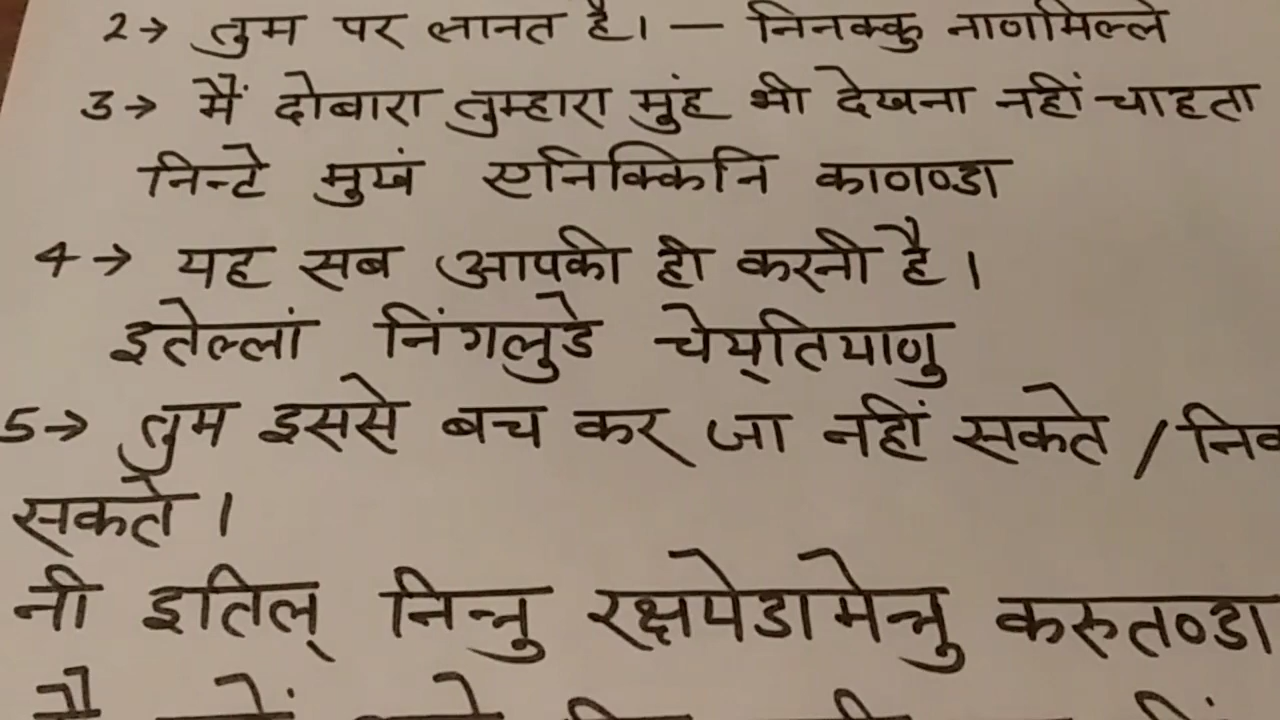 2→ तुम पर लानत है। — निनक्कु नाणमिल्ले
3→ मैं दोबारा तुम्हारा मुंह भी देखना नहीं चाहता
निन्टे मुखं एनिक्किनि काणण्डा
4→ यह सब आपकी ही करनी है।
इतेल्लां निंगलुडे चेय्तियाणु
5→ तुम इससे बच कर जा नहीं सकते /
सकते।
नी इतिल् निन्नु रक्षपेडामेन्नु करुतण्डा